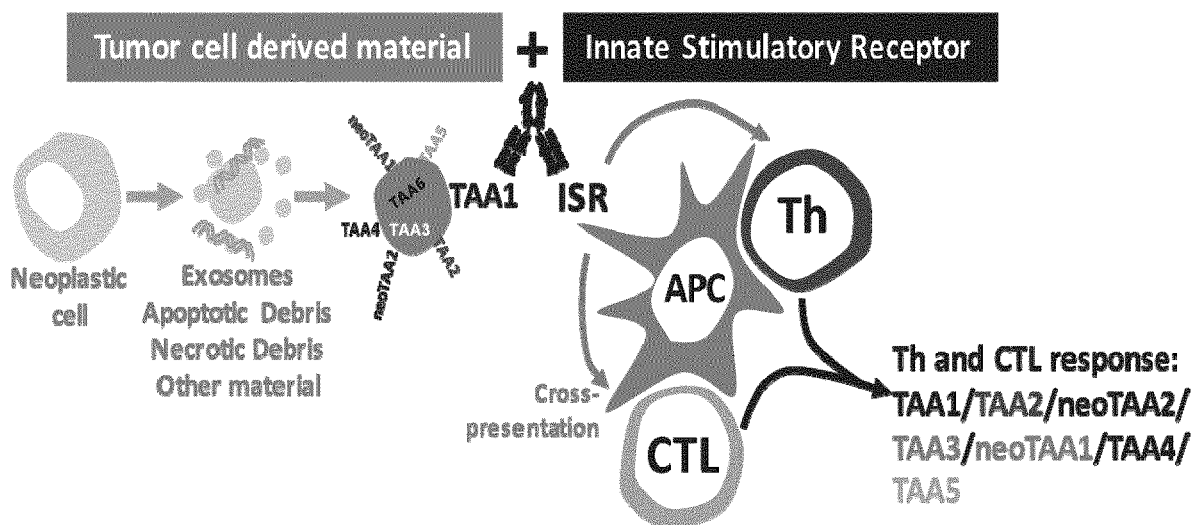 Tumor cell derived material + Innate Stimulatory Receptor
neoTAA1
TAA5
TAA6
TAA1
ISR
TAA4
TAA3
TAA2
neoTAA2
Neoplastic
cell
Exosomes
Apoptotic Debris
Necrotic Debris
Other material
Th
APC
Cross-
presentation
CTL
Th and CTL response:
TAA1/TAA2/neoTAA2/
TAA3/neoTAA1/TAA4/
TAA5